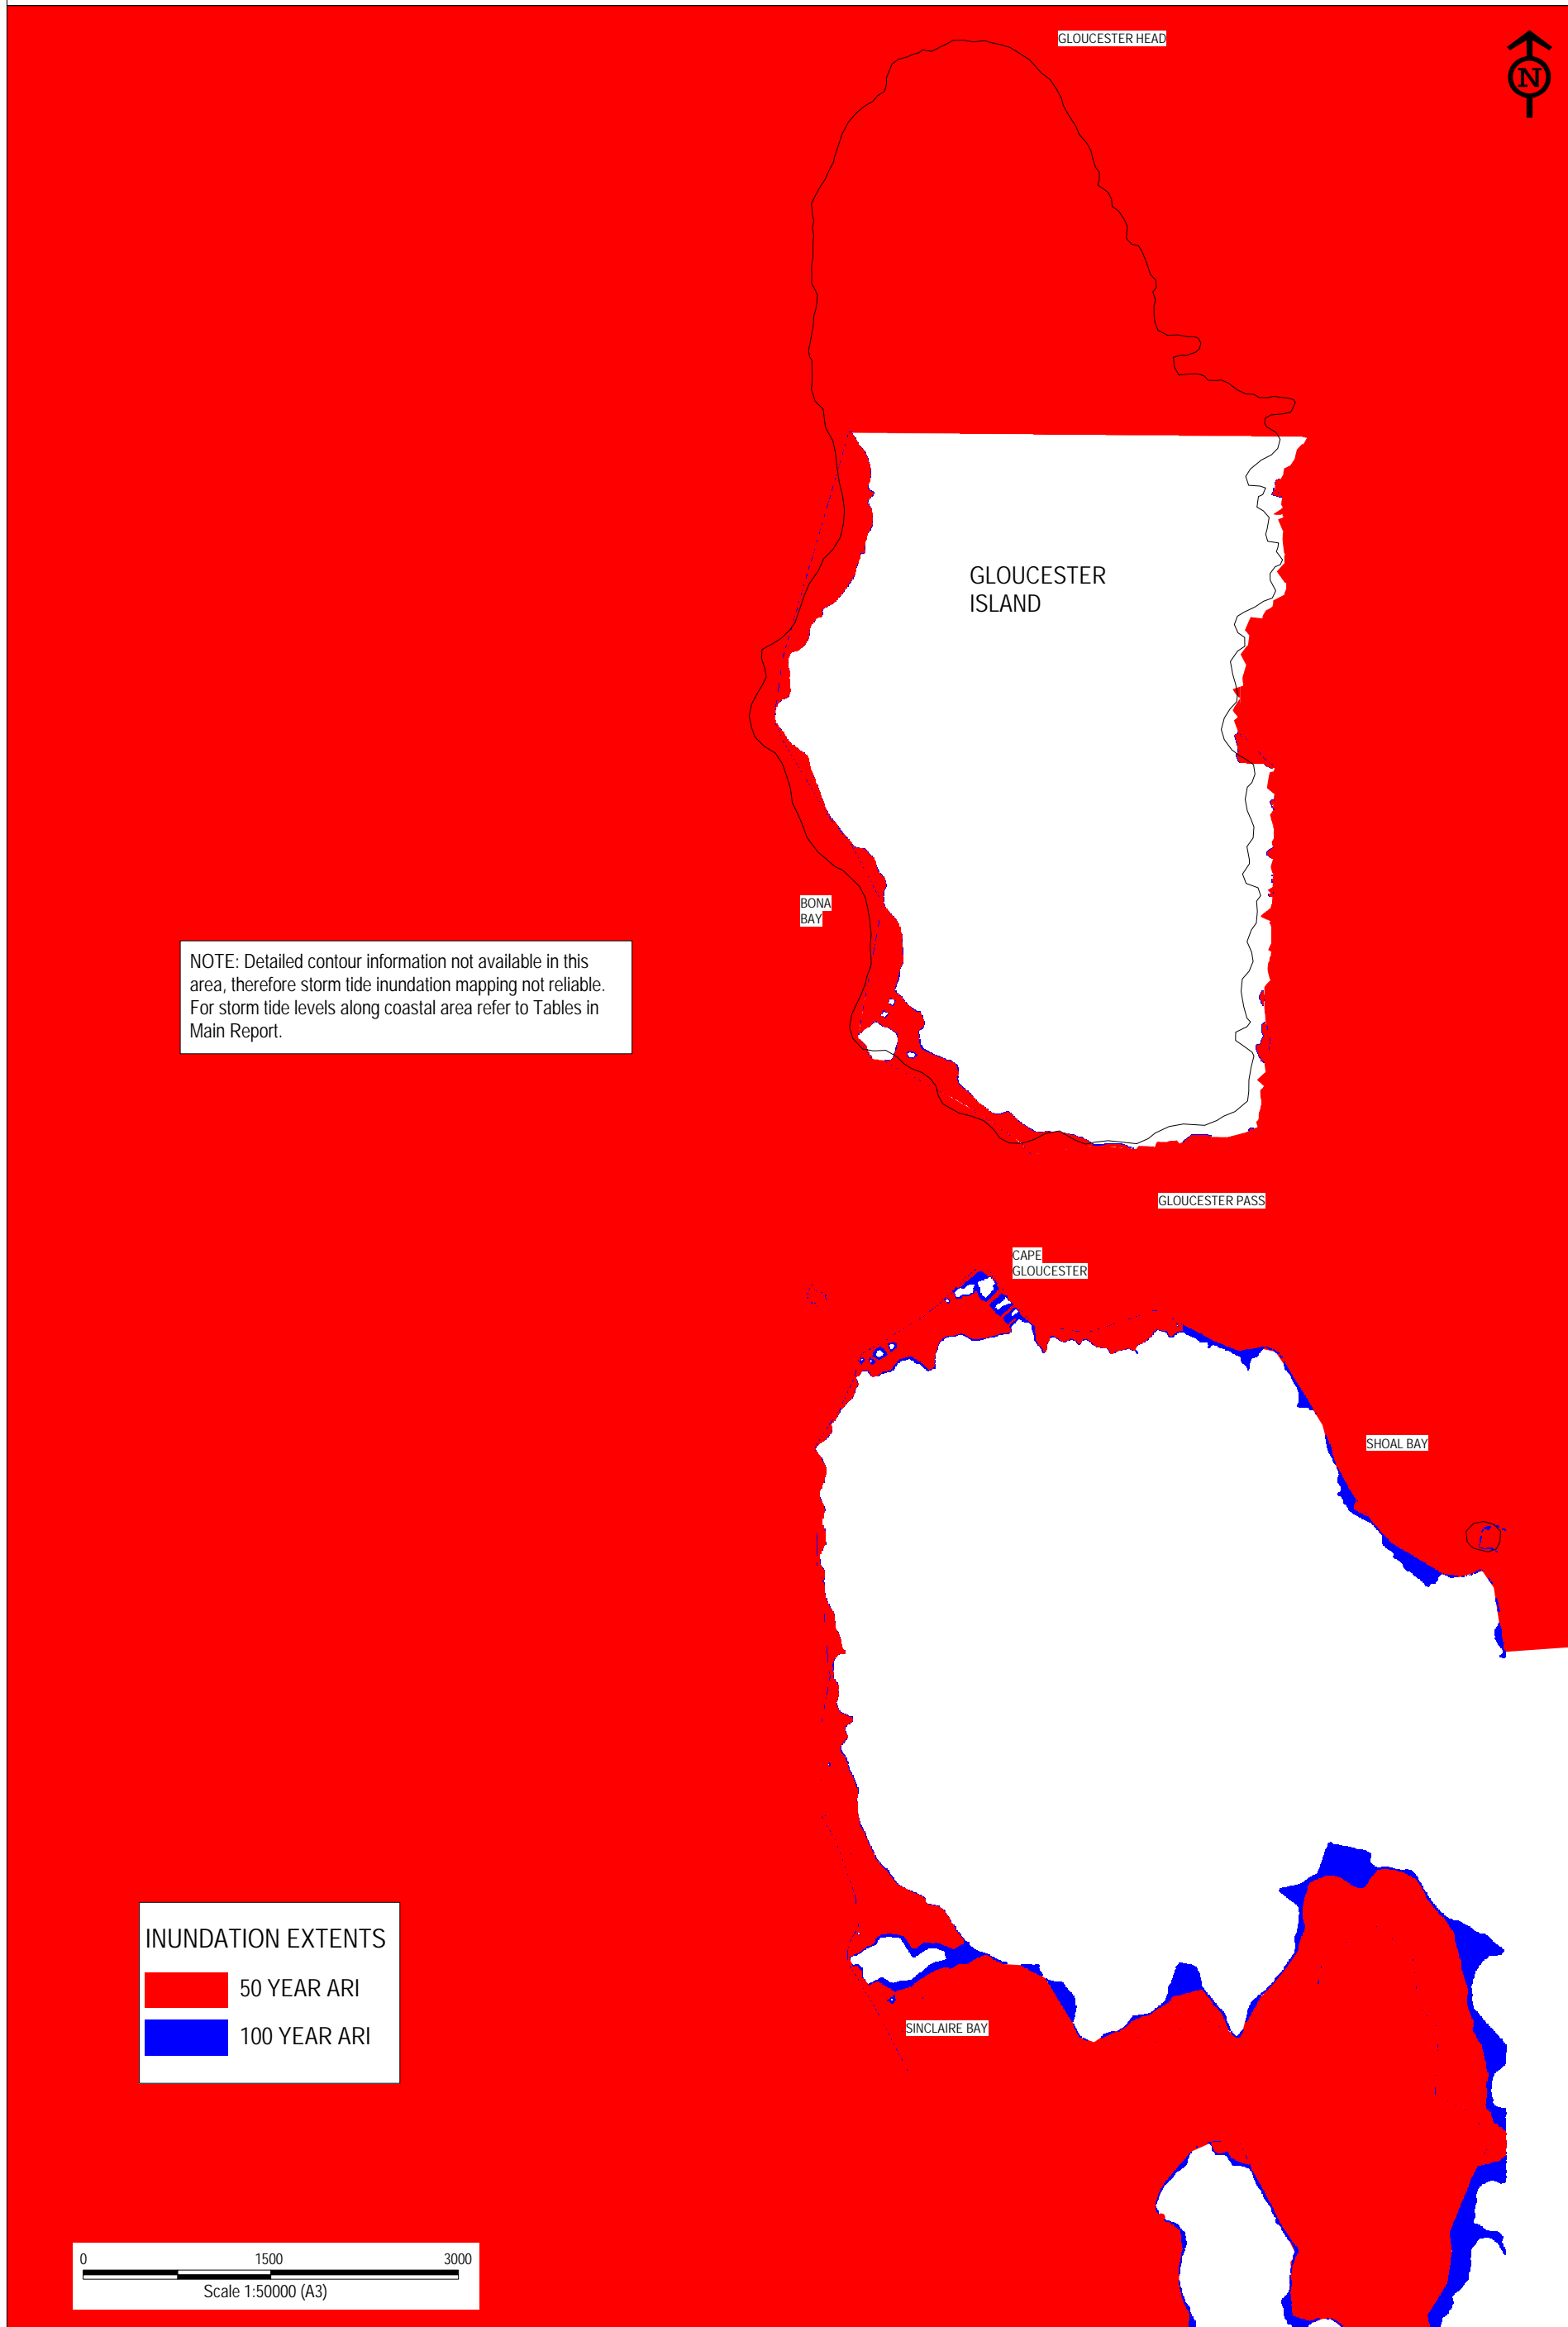 GLOUCESTER HEAD
N
GLOUCESTER
ISLAND
BONA
BAY
NOTE: Detailed contour information not available in this
area, therefore storm tide inundation mapping not reliable.
For storm tide levels along coastal area refer to Tables in
Main Report.
GLOUCESTER PASS
CAPE
GLOUCESTER
SHOAL BAY
INUNDATION EXTENTS
50 YEAR ARI
100 YEAR ARI
SINCLAIRE BAY
0 1500 3000
Scale 1:50000 (A3)